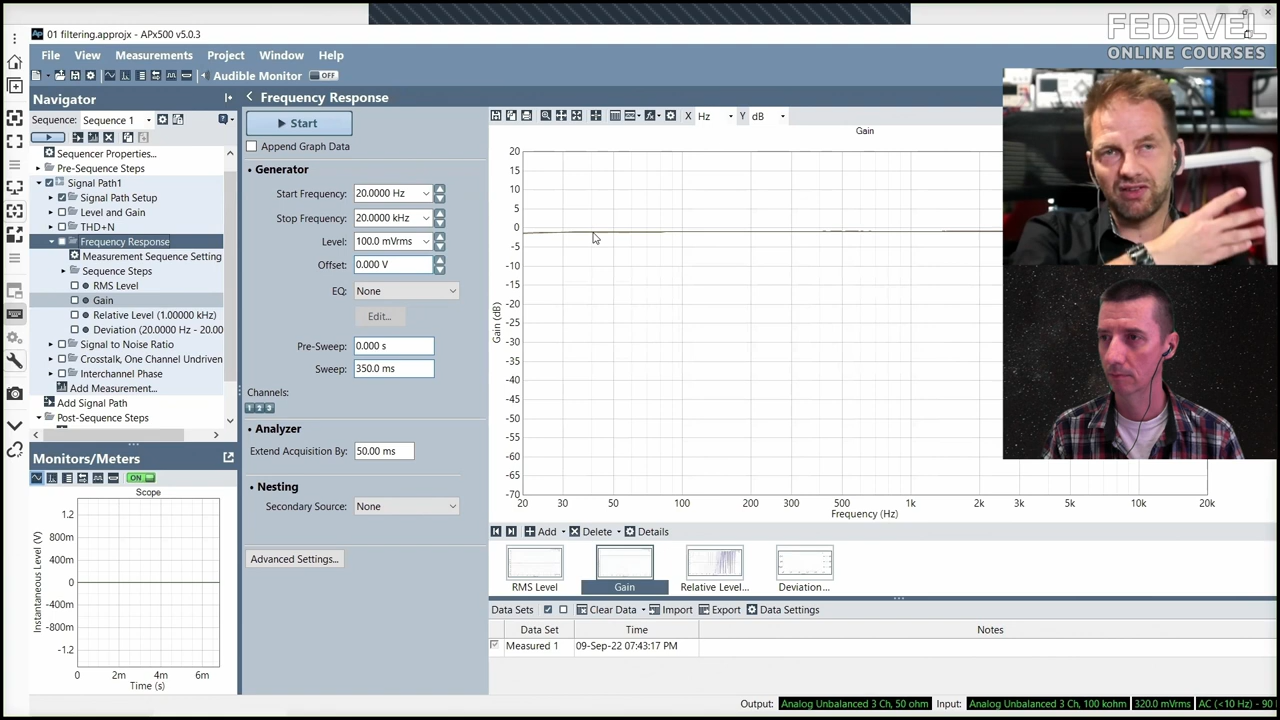 01 filtering.approjx - APx500 v5.0.3
FEDEVEL
ONLINE COURSES
File View Measurements Project Window Help
Audible Monitor OFF
Navigator
Sequence: Sequence 1
Sequencer Properties...
Pre-Sequence Steps
Signal Path1
Signal Path Setup
Level and Gain
THD+N
Frequency Response
Measurement Sequence Setting
Sequence Steps
RMS Level
Gain
Relative Level (1.00000 kHz)
Deviation (20.0000 Hz - 20.00
Signal to Noise Ratio
Crosstalk, One Channel Undriven
Interchannel Phase
Add Measurement...
Add Signal Path
Post-Sequence Steps
Monitors/Meters
ON
Scope
Instantaneous Level (V)
1.2
800m
400m
0
-400m
-800m
-1.2
0 2m 4m 6m
Time (s)
Frequency Response
Start
Append Graph Data
Generator
Start Frequency: 20.0000 Hz
Stop Frequency: 20.0000 kHz
Level: 100.0 mVrms
Offset: 0.000 V
EQ: None
Edit...
Pre-Sweep: 0.000 s
Sweep: 350.0 ms
Channels:
1 2 3
Analyzer
Extend Acquisition By: 50.00 ms
Nesting
Secondary Source: None
Advanced Settings...
X Hz Y dB
Gain
Gain (dB)
20
15
10
5
0
-5
-10
-15
-20
-25
-30
-35
-40
-45
-50
-55
-60
-65
-70
20 30 50 100 200 300 500 1k 2k 3k 5k 10k 20k
Frequency (Hz)
Add Delete Details
RMS Level Gain Relative Level... Deviation...
Data Sets Clear Data Import Export Data Settings
Data Set Time Notes
Measured 1 09-Sep-22 07:43:17 PM
Output: Analog Unbalanced 3 Ch, 50 ohm Input: Analog Unbalanced 3 Ch, 100 kohm 320.0 mVrms AC (<10 Hz) - 90